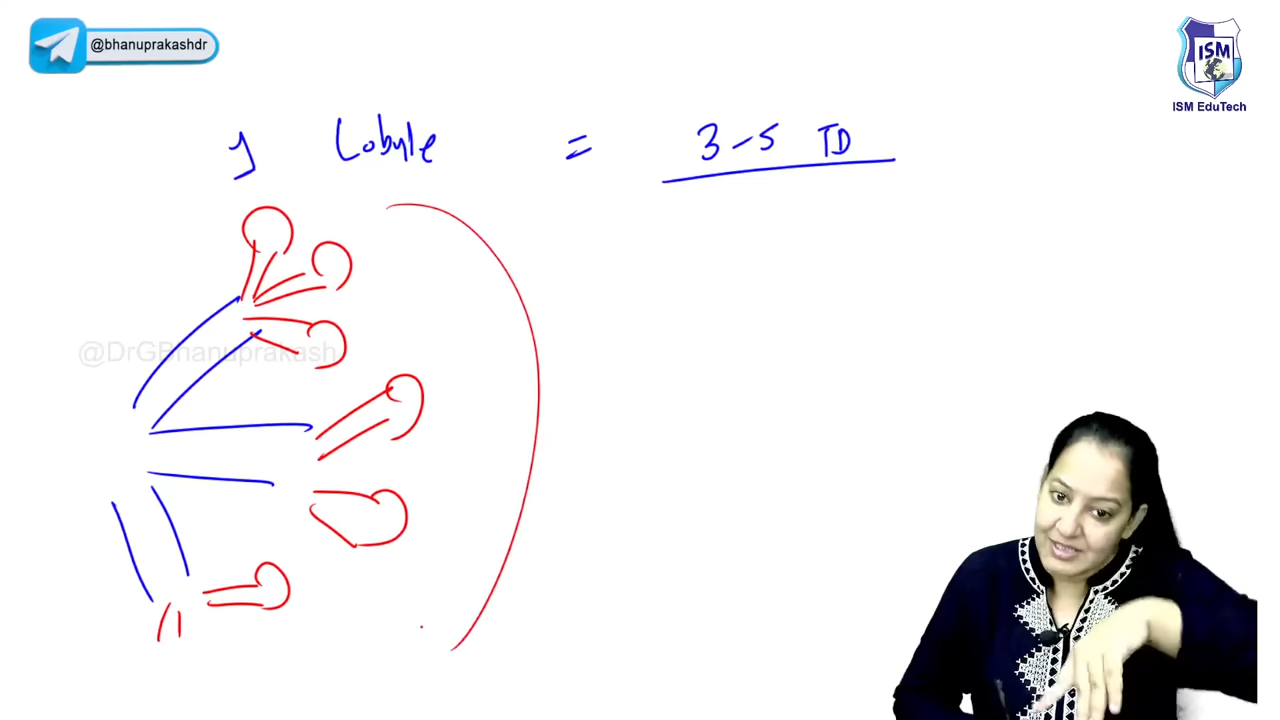 @bhanuprakashdr
ISM
ISM EduTech
1 Lobule = 3-5 TD
@DrGBhanuprakash